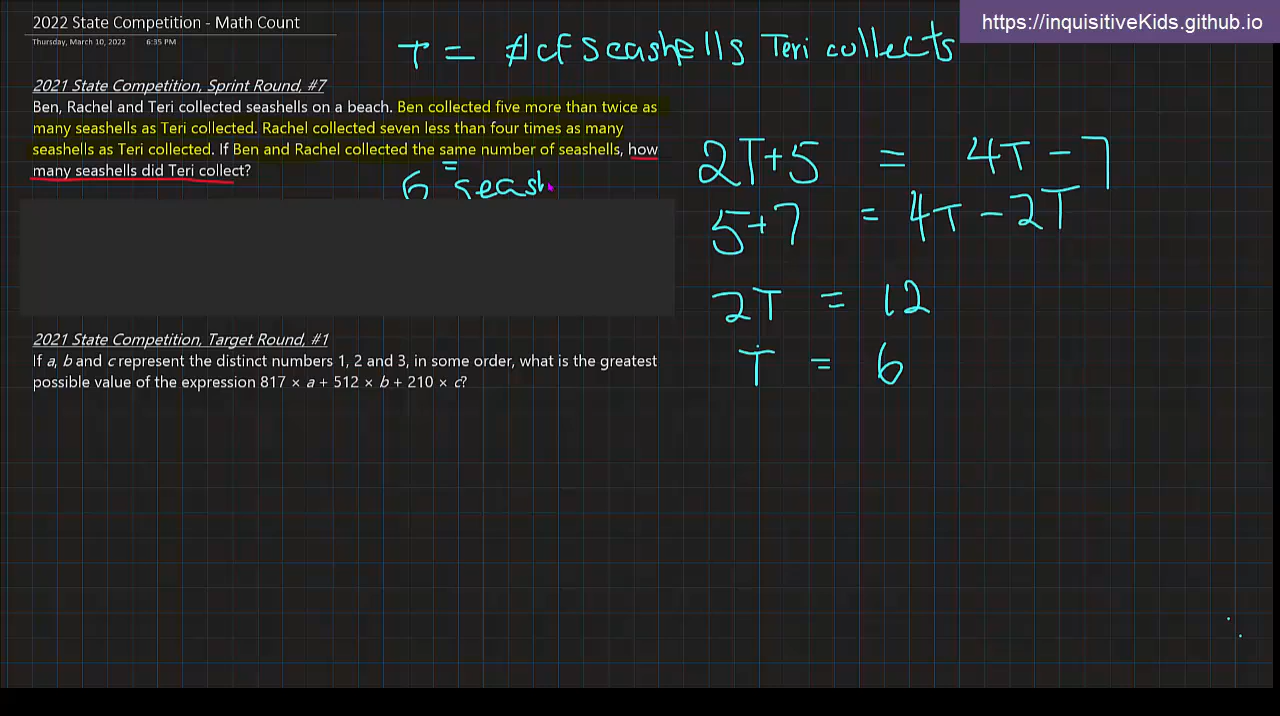 2022 State Competition - Math Count
https://inquisitiveKids.github.io
Thursday, March 10, 2022 6:35 PM
T = # of seashells Teri collects
2021 State Competition, Sprint Round, #7
Ben, Rachel and Teri collected seashells on a beach. Ben collected five more than twice as
many seashells as Teri collected. Rachel collected seven less than four times as many
seashells as Teri collected. If Ben and Rachel collected the same number of seashells, how
many seashells did Teri collect?
6 seash
2T+5 = 4T - 7
5+7 = 4T - 2T
2T = 12
T = 6
2021 State Competition, Target Round, #1
If a, b and c represent the distinct numbers 1, 2 and 3, in some order, what is the greatest
possible value of the expression 817 × a + 512 × b + 210 × c?